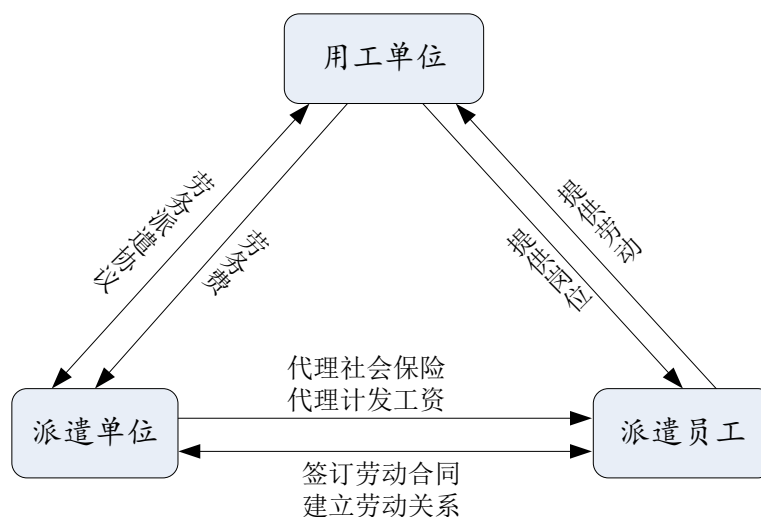 用工单位
劳务派遣协议
劳务费
提供岗位
提供劳动
代理社会保险
代理计发工资
派遣单位
派遣员工
签订劳动合同
建立劳动关系